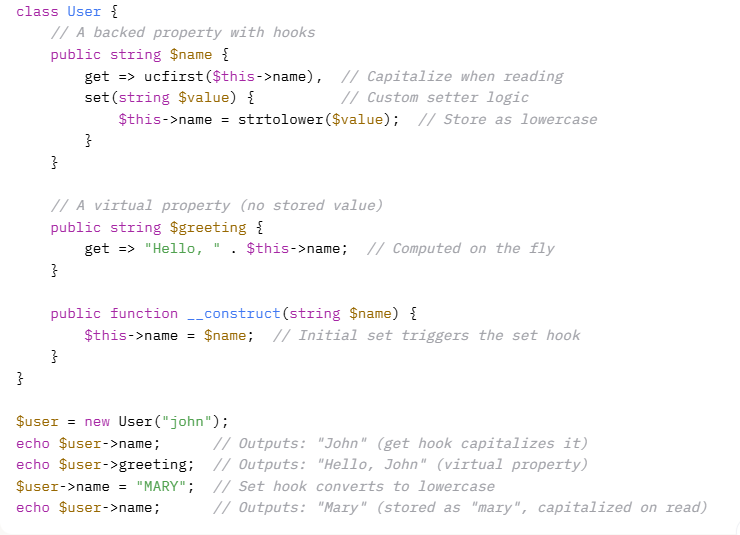 class User {
    // A backed property with hooks
    public string $name {
        get => ucfirst($this->name),  // Capitalize when reading
        set(string $value) {          // Custom setter logic
            $this->name = strtolower($value);  // Store as lowercase
        }
    }

    // A virtual property (no stored value)
    public string $greeting {
        get => "Hello, " . $this->name;  // Computed on the fly
    }

    public function __construct(string $name) {
        $this->name = $name;  // Initial set triggers the set hook
    }
}

$user = new User("john");
echo $user->name;      // Outputs: "John" (get hook capitalizes it)
echo $user->greeting;  // Outputs: "Hello, John" (virtual property)
$user->name = "MARY";  // Set hook converts to lowercase
echo $user->name;      // Outputs: "Mary" (stored as "mary", capitalized on read)